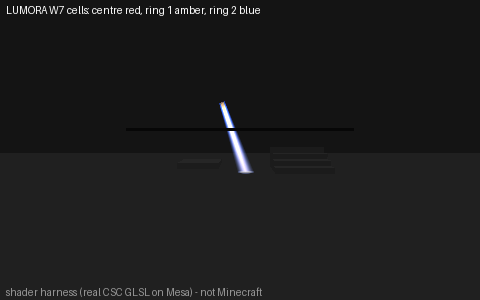 LUMORA W7 cells: centre red, ring 1 amber, ring 2 blue
shader harness (real CSC GLSL on Mesa) - not Minecraft